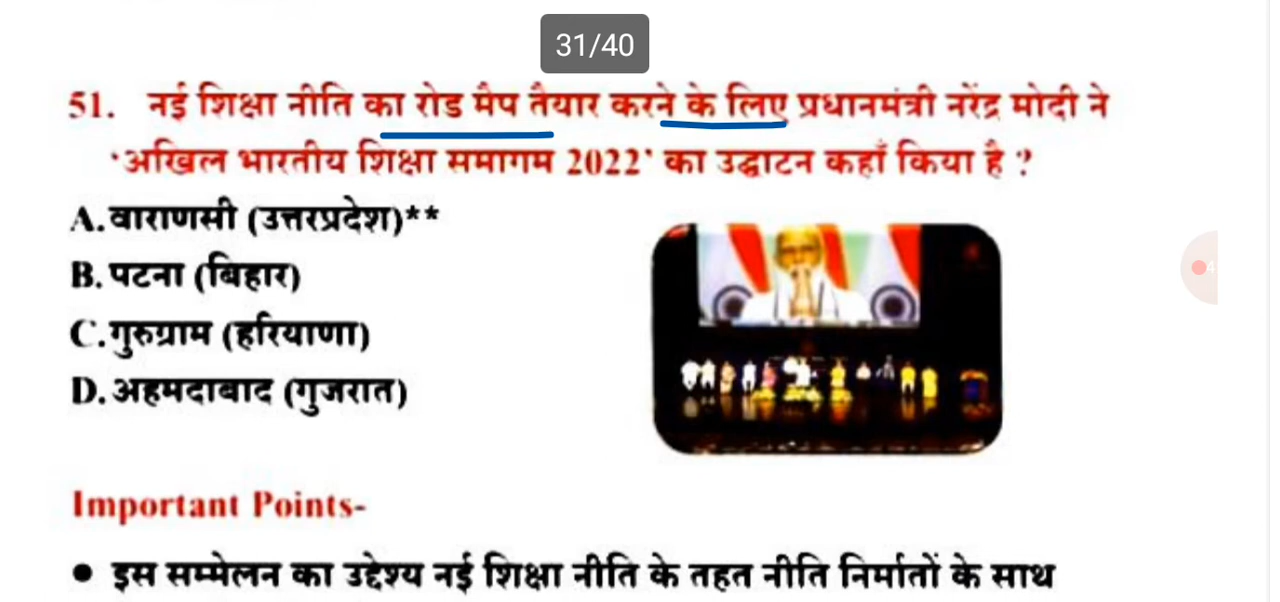 31/40
51. नई शिक्षा नीति का रोड मैप तैयार करने के लिए प्रधानमंत्री नरेंद्र मोदी ने
'अखिल भारतीय शिक्षा समागम 2022' का उद्घाटन कहाँ किया है ?
A. वाराणसी (उत्तरप्रदेश)**
B. पटना (बिहार)
C. गुरुग्राम (हरियाणा)
D. अहमदाबाद (गुजरात)
Important Points-
● इस सम्मेलन का उद्देश्य नई शिक्षा नीति के तहत नीति निर्मातों के साथ